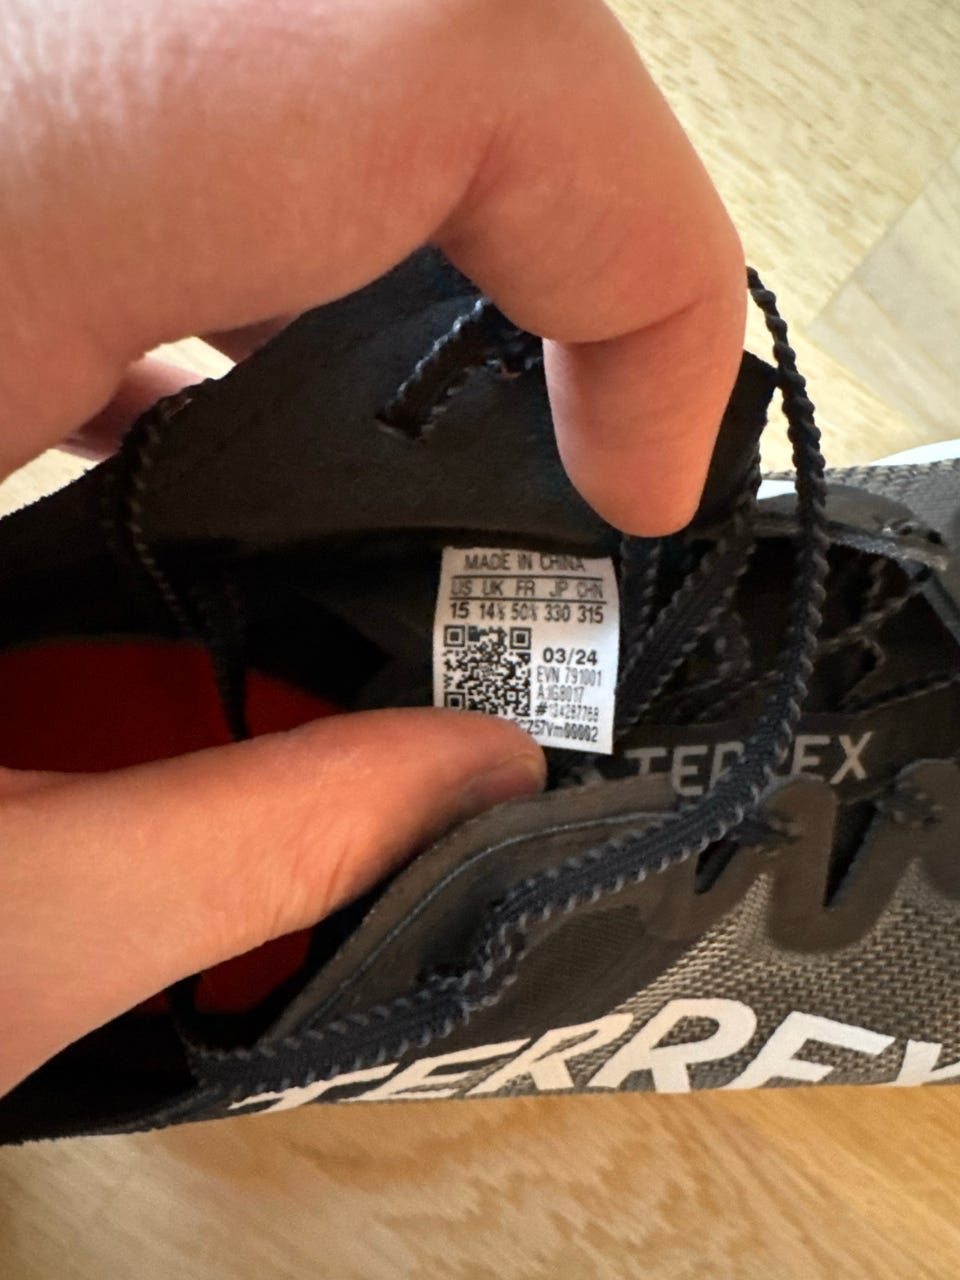 MADE IN CHINA
US UK FR JP CHN
15 14½ 50⅔ 330 315
03/24
EVN 791001
TERREX
TERREX